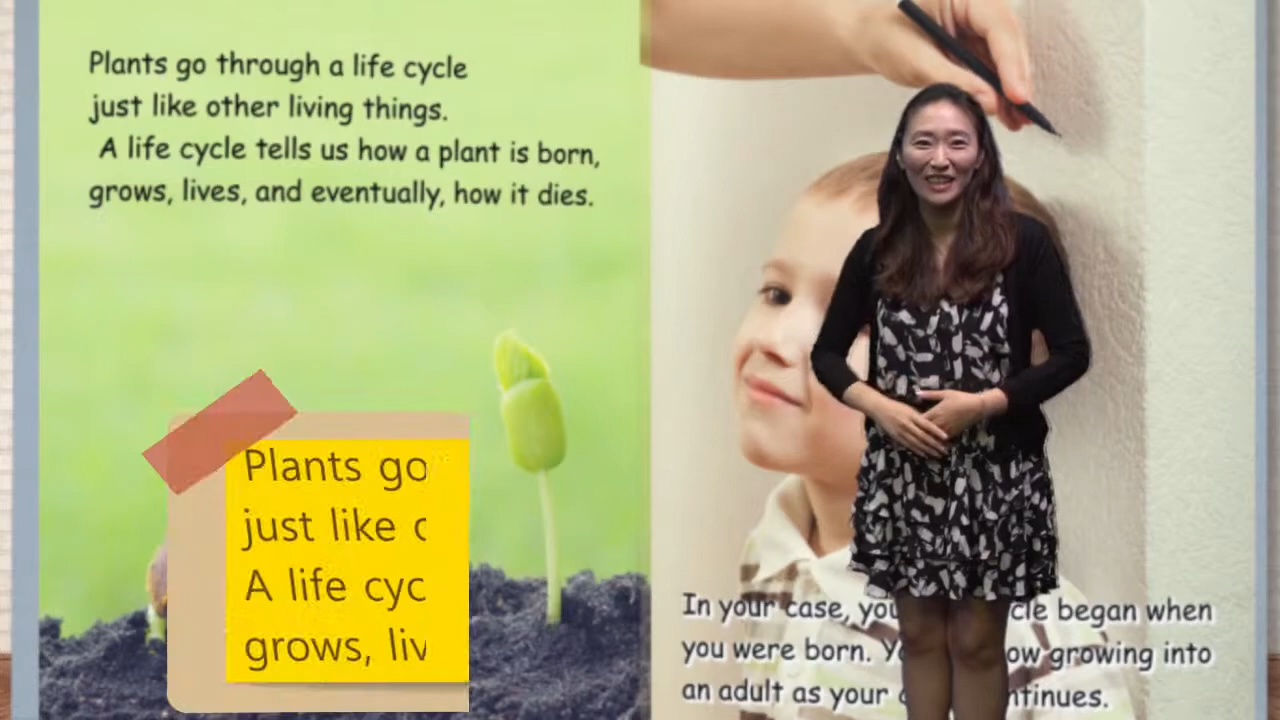 Plants go through a life cycle
just like other living things.
A life cycle tells us how a plant is born,
grows, lives, and eventually, how it dies.
Plants go
just like
A life cyc
grows, liv
In your case, you cle began when
you were born. Y ow growing into
an adult as your ntinues.